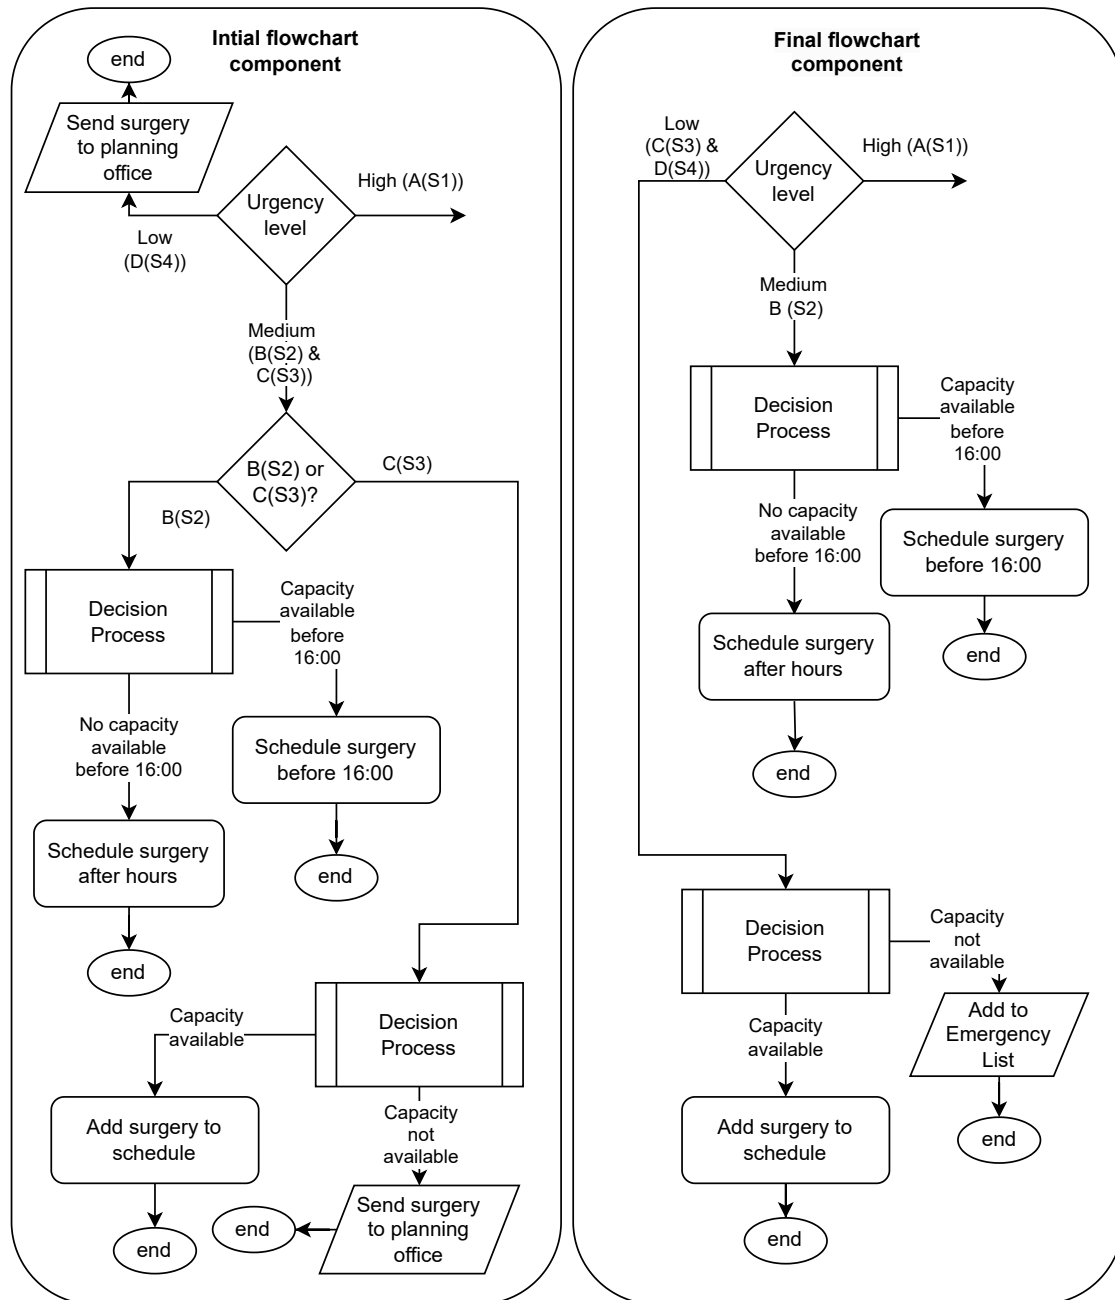 Intial flowchart
component
end
Send surgery
to planning
office
Urgency
level
High (A(S1))
Low
(D(S4))
Medium
(B(S2) &
C(S3))
B(S2) or
C(S3)?
C(S3)
B(S2)
Decision
Process
Capacity
available
before
16:00
No capacity
available
before 16:00
Schedule surgery
before 16:00
Schedule surgery
after hours
end
end
Capacity
available
Decision
Process
Add surgery to
schedule
Capacity
not
available
Send surgery
to planning
office
end
end
Final flowchart
component
Low
(C(S3) &
D(S4))
Urgency
level
High (A(S1))
Medium
B (S2)
Decision
Process
Capacity
available
before
16:00
No capacity
available
before 16:00
Schedule surgery
before 16:00
Schedule surgery
after hours
end
end
Decision
Process
Capacity
not
available
Capacity
available
Add to
Emergency
List
Add surgery to
schedule
end
end